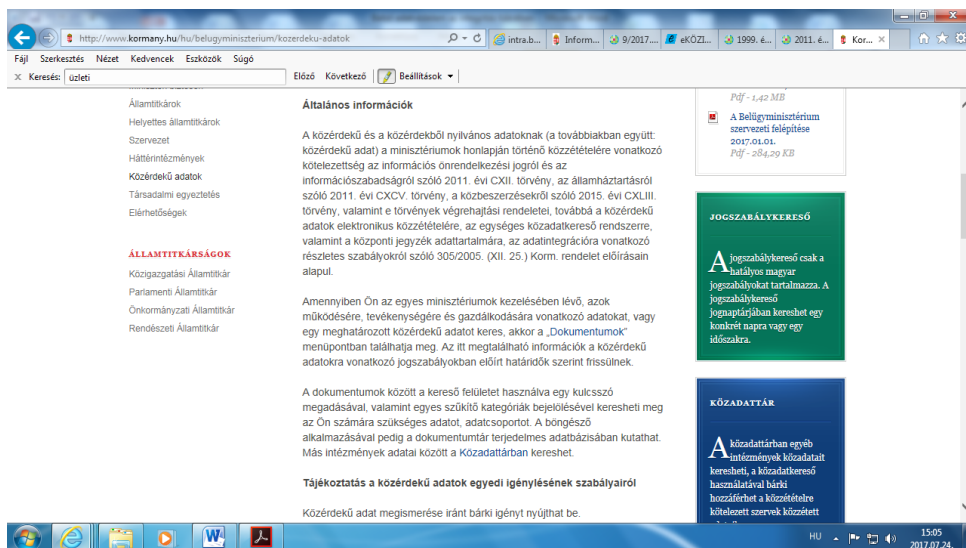 http://www.kormany.hu/hu/belugyminiszterium/kozerdeku-adatok
intra.b...
Inform...
9/2017....
eKÖZI...
1999. é...
2011. é...
Kor...
Fájl Szerkesztés Nézet Kedvencek Eszközök Súgó
Keresés: üzleti
Előző Következő Beállítások
Államtitkárok
Helyettes államtitkárok
Szervezet
Háttérintézmények
Közérdekű adatok
Társadalmi egyeztetés
Elérhetőségek
ÁLLAMTITKÁRSÁGOK
Közigazgatási Államtitkár
Parlamenti Államtitkár
Önkormányzati Államtitkár
Rendészeti Államtitkár
Általános információk
A közérdekű és a közérdekből nyilvános adatoknak (a továbbiakban együtt:
közérdekű adat) a minisztériumok honlapján történő közzétételére vonatkozó
kötelezettség az információs önrendelkezési jogról és az
információszabadságról szóló 2011. évi CXII. törvény, az államháztartásról
szóló 2011. évi CXCV. törvény, a közbeszerzésekről szóló 2015. évi CXLIII.
törvény, valamint e törvények végrehajtási rendeletei, továbbá a közérdekű
adatok elektronikus közzétételére, az egységes közadatkereső rendszerre,
valamint a központi jegyzék adattartalmára, az adatintegrációra vonatkozó
részletes szabályokról szóló 305/2005. (XII. 25.) Korm. rendelet előírásain
alapul.
Amennyiben Ön az egyes minisztériumok kezelésében lévő, azok
működésére, tevékenységére és gazdálkodására vonatkozó adatokat, vagy
egy meghatározott közérdekű adatot keres, akkor a „Dokumentumok”
menüpontban találhatja meg. Az itt megtalálható információk a közérdekű
adatokra vonatkozó jogszabályokban előírt határidők szerint frissülnek.
A dokumentumok között a kereső felületet használva egy kulcsszó
megadásával, valamint egyes szűkítő kategóriák bejelölésével keresheti meg
az Ön számára szükséges adatot, adatcsoportot. A böngésző
alkalmazásával pedig a dokumentumtár terjedelmes adatbázisában kutathat.
Más intézmények adatai között a Közadattárban kereshet.
Tájékoztatás a közérdekű adatok egyedi igénylésének szabályairól
Közérdekű adat megismerése iránt bárki igényt nyújthat be.
Pdf - 1,42 MB
A Belügyminisztérium
szervezeti felépítése
2017.01.01.
Pdf - 284,29 KB
JOGSZABÁLYKERESŐ
A jogszabálykereső csak a
hatályos magyar
jogszabályokat tartalmazza. A
jogszabálykereső
jognaptárjában kereshet egy
konkrét napra vagy egy
időszakra.
KÖZADATTÁR
A közadattárban egyéb
intézmények közadatait
keresheti, a közadatkereső
használatával bárki
hozzáférhet a közzétételre
kötelezett szervek közzétett
HU
15:05
2017.07.24.